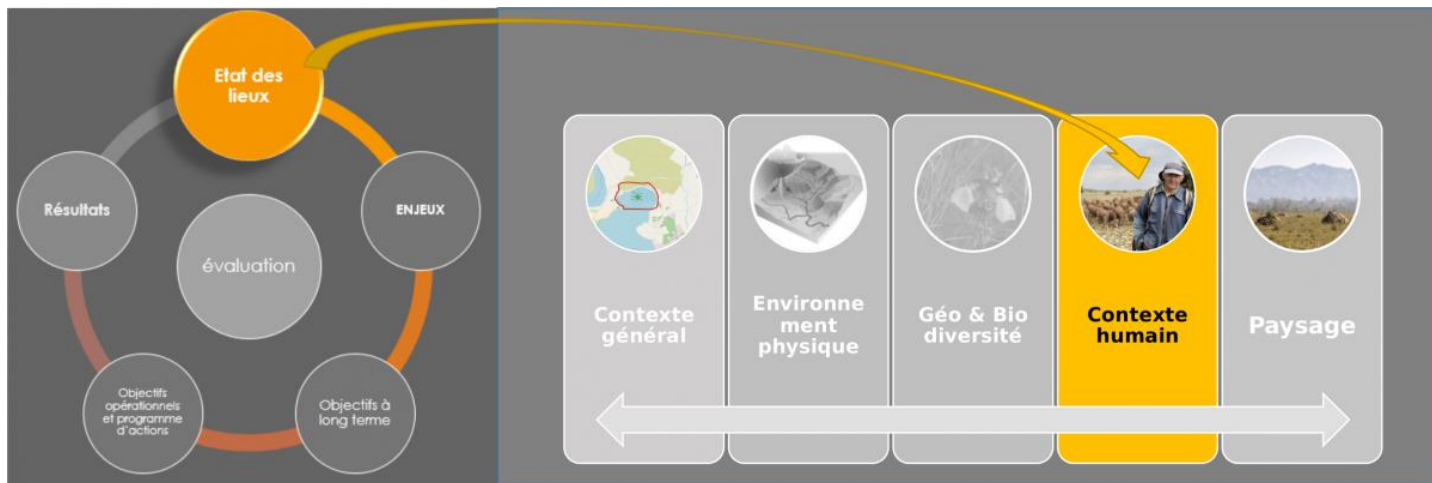 Etat des
lieux
Résultats
ENJEUX
évaluation
Objectifs
opérationnels
et programme
d'actions
Objectifs à
long terme
Contexte
général
Environne
ment
physique
Géo & Bio
diversité
Contexte
humain
Paysage